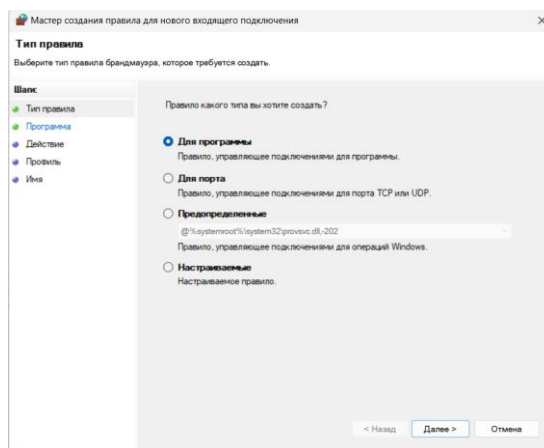 Мастер создания правила для нового входящего подключения
Тип правила
Выберите тип правила брандмауэра, которое требуется создать.
Шаги:
Тип правила
Программа
Действие
Профиль
Имя
Правило какого типа вы хотите создать?
Для программы
Правило, управляющее подключениями для программы.
Для порта
Правило, управляющее подключениями для порта TCP или UDP.
Предопределенные
@%systemroot%\system32\provsvc.dll,-202
Правило, управляющее подключениями для операций Windows.
Настраиваемые
Настраиваемое правило.
< Назад Далее > Отмена